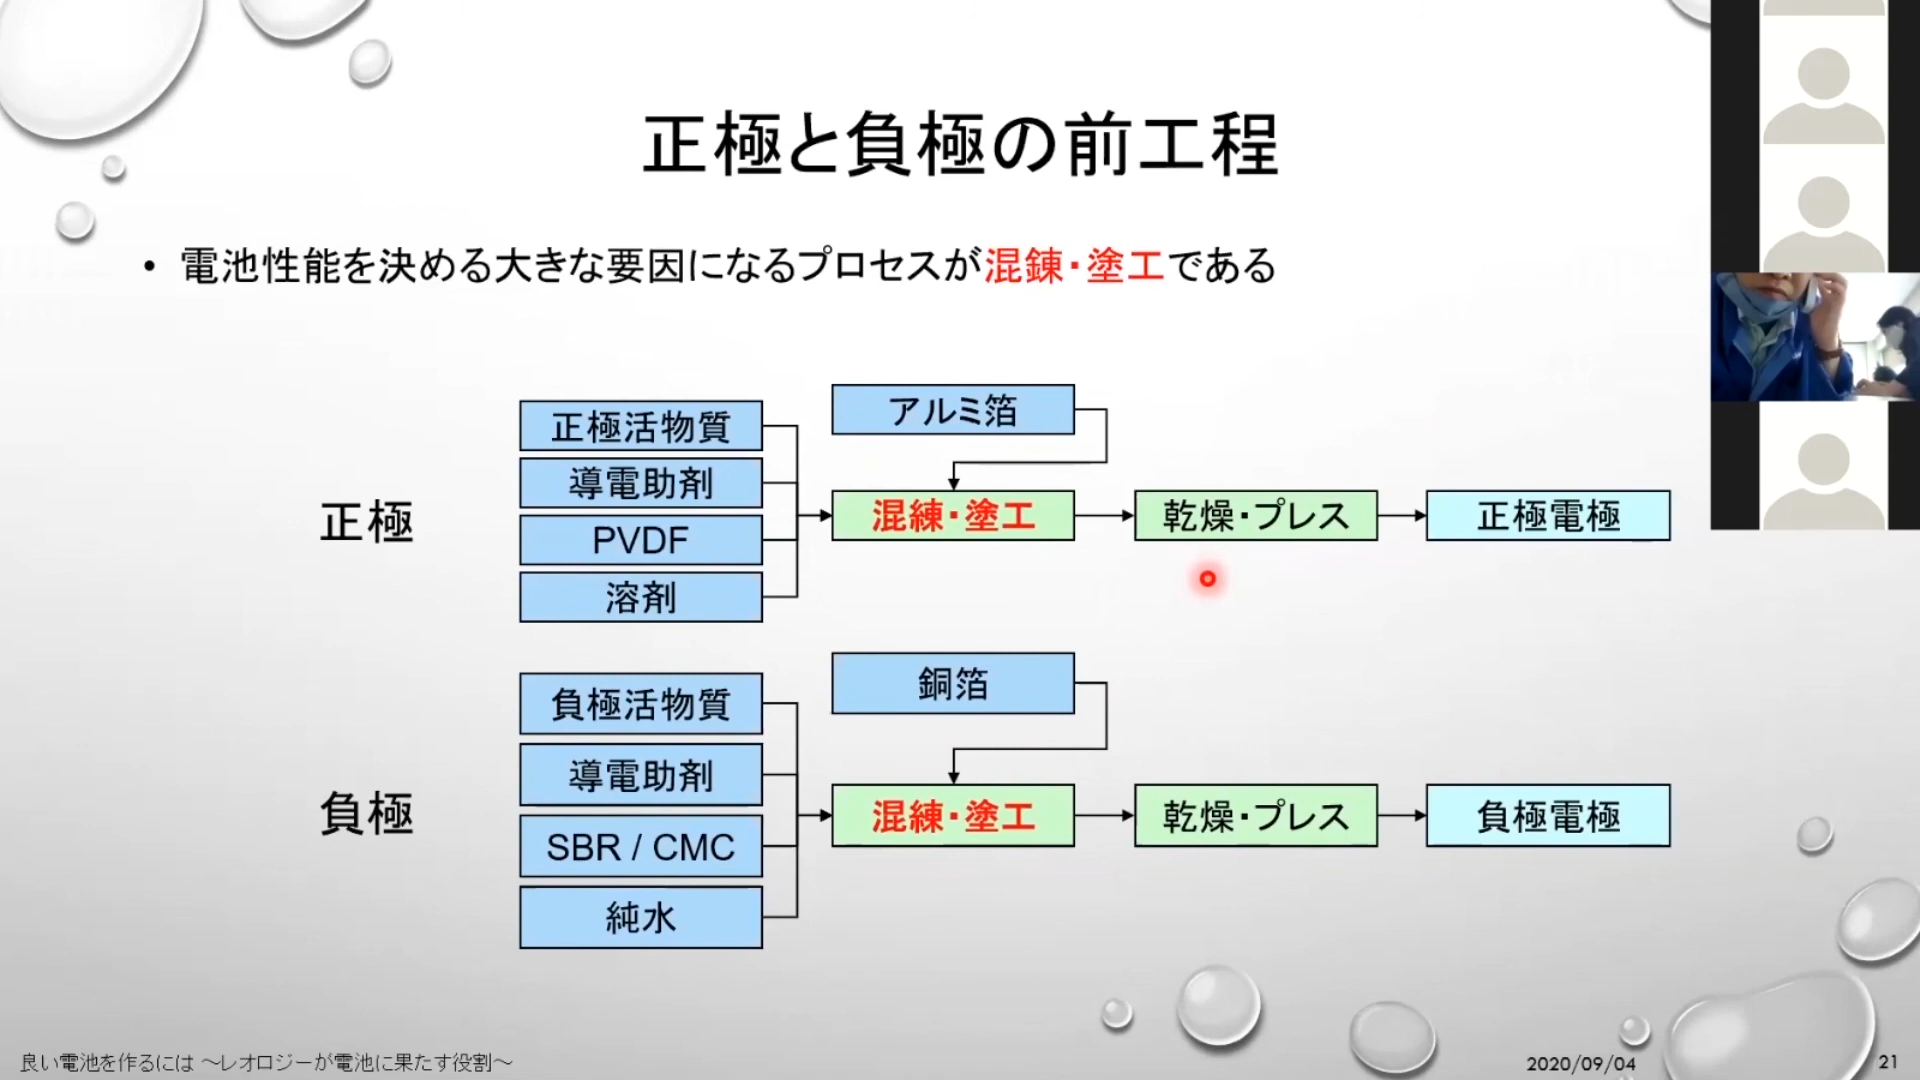 正極と負極の前工程
• 電池性能を決める大きな要因になるプロセスが混錬・塗工である
正極
正極活物質
導電助剤
PVDF
溶剤
アルミ箔
混練・塗工
乾燥・プレス
正極電極
負極
負極活物質
導電助剤
SBR / CMC
純水
銅箔
混練・塗工
乾燥・プレス
負極電極
良い電池を作るには ～レオロジーが電池に果たす役割～
2020/09/04
21